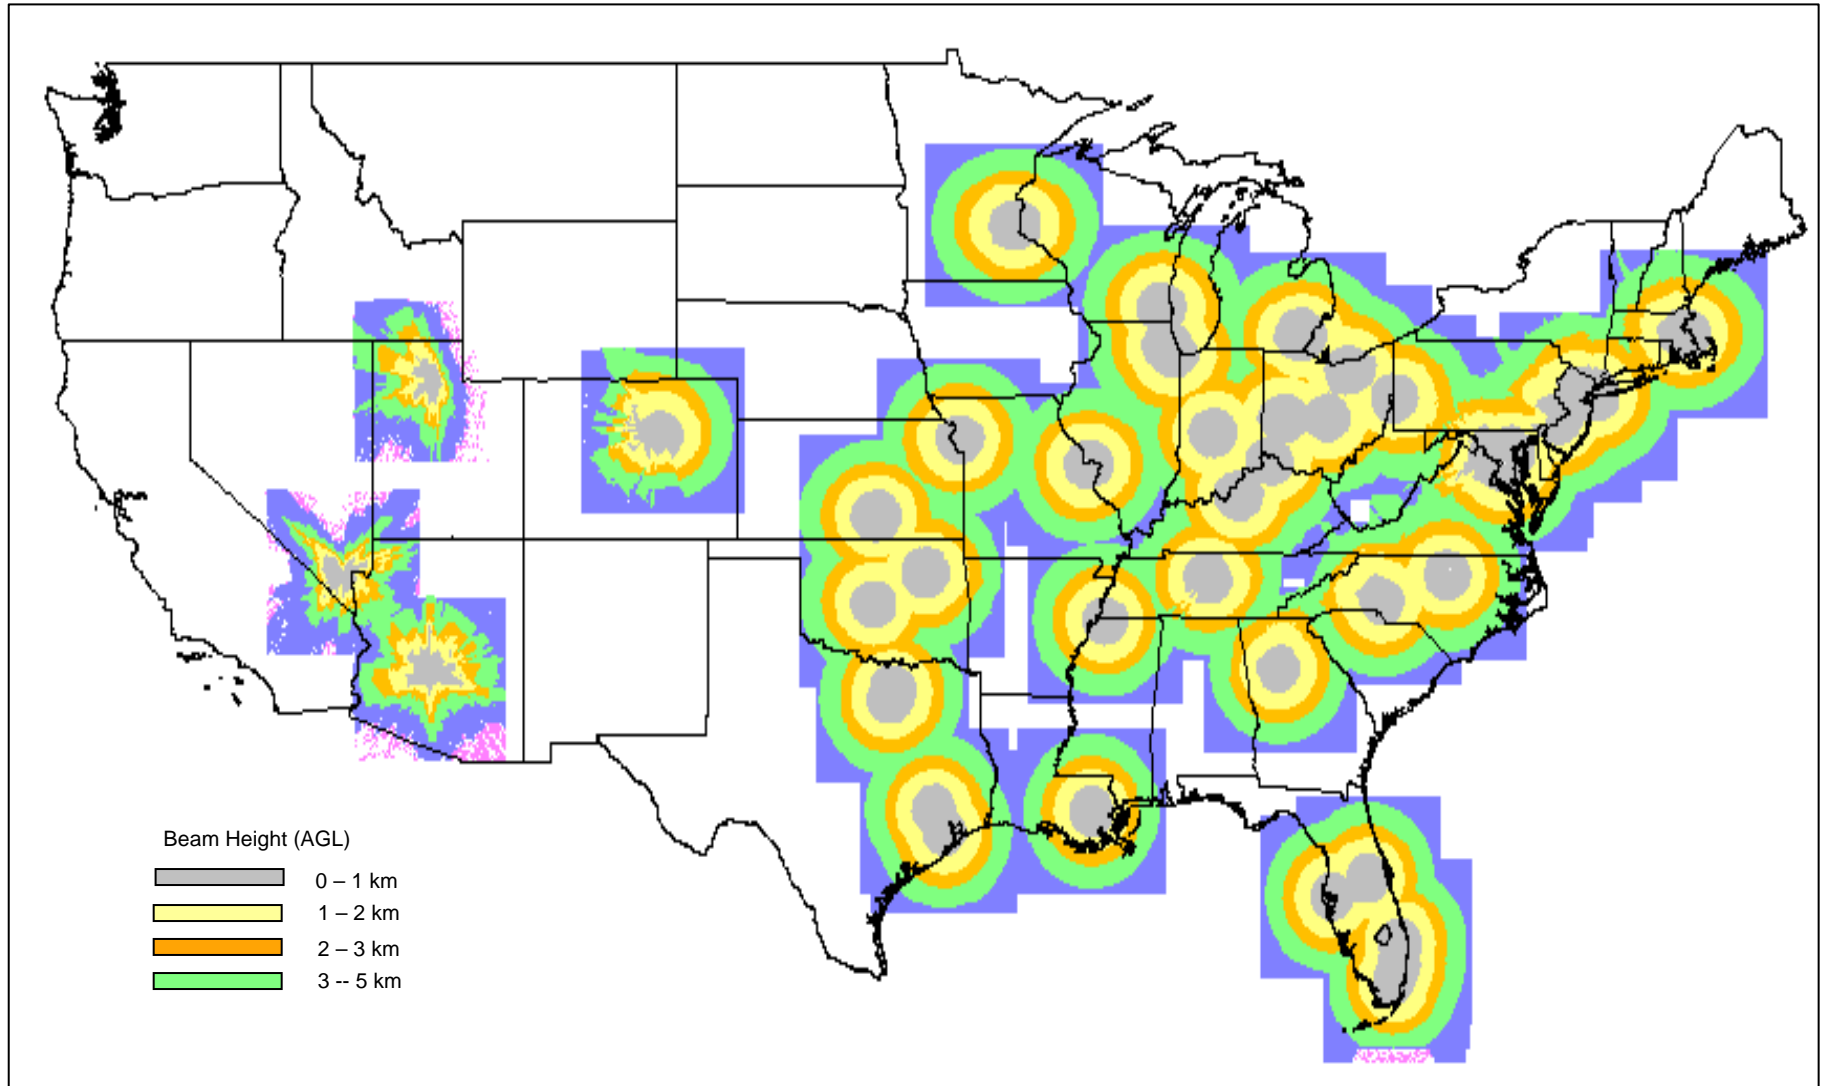 Beam Height (AGL)
0 – 1 km
1 – 2 km
2 – 3 km
3 -- 5 km